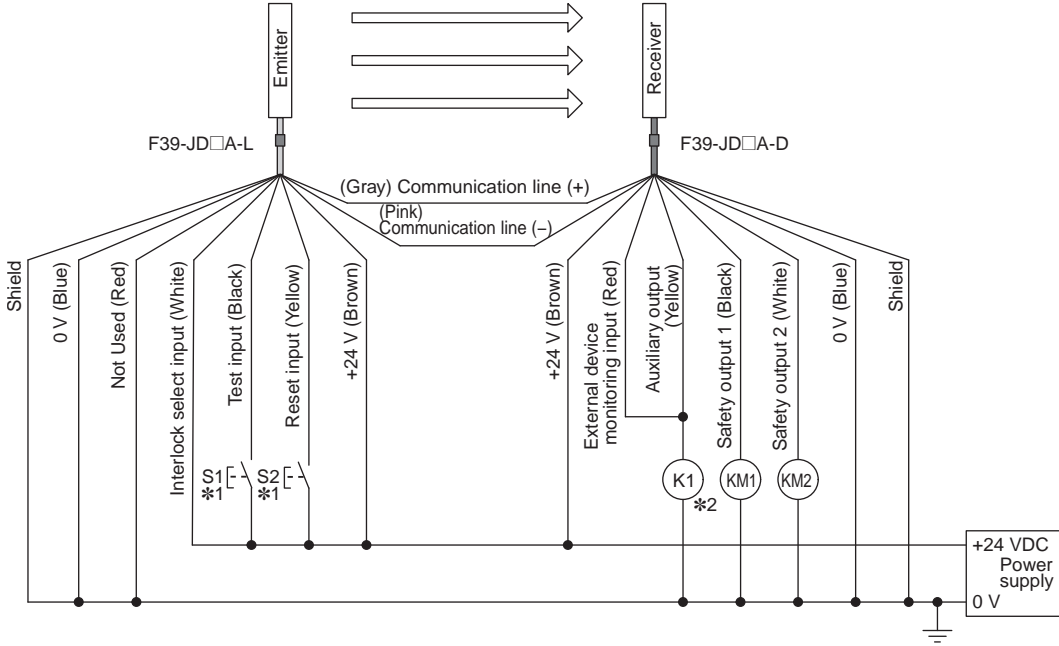 Emitter
Receiver
F39-JD□A-L
F39-JD□A-D
(Gray) Communication line (+)
(Pink)
Communication line (−)
Shield
0 V (Blue)
Not Used (Red)
Interlock select input (White)
Test input (Black)
Reset input (Yellow)
+24 V (Brown)
+24 V (Brown)
External device
monitoring input (Red)
Auxiliary output
(Yellow)
Safety output 1 (Black)
Safety output 2 (White)
0 V (Blue)
Shield
S1
✻1
S2
✻1
K1
✻2
KM1
KM2
+24 VDC
Power
supply
0 V